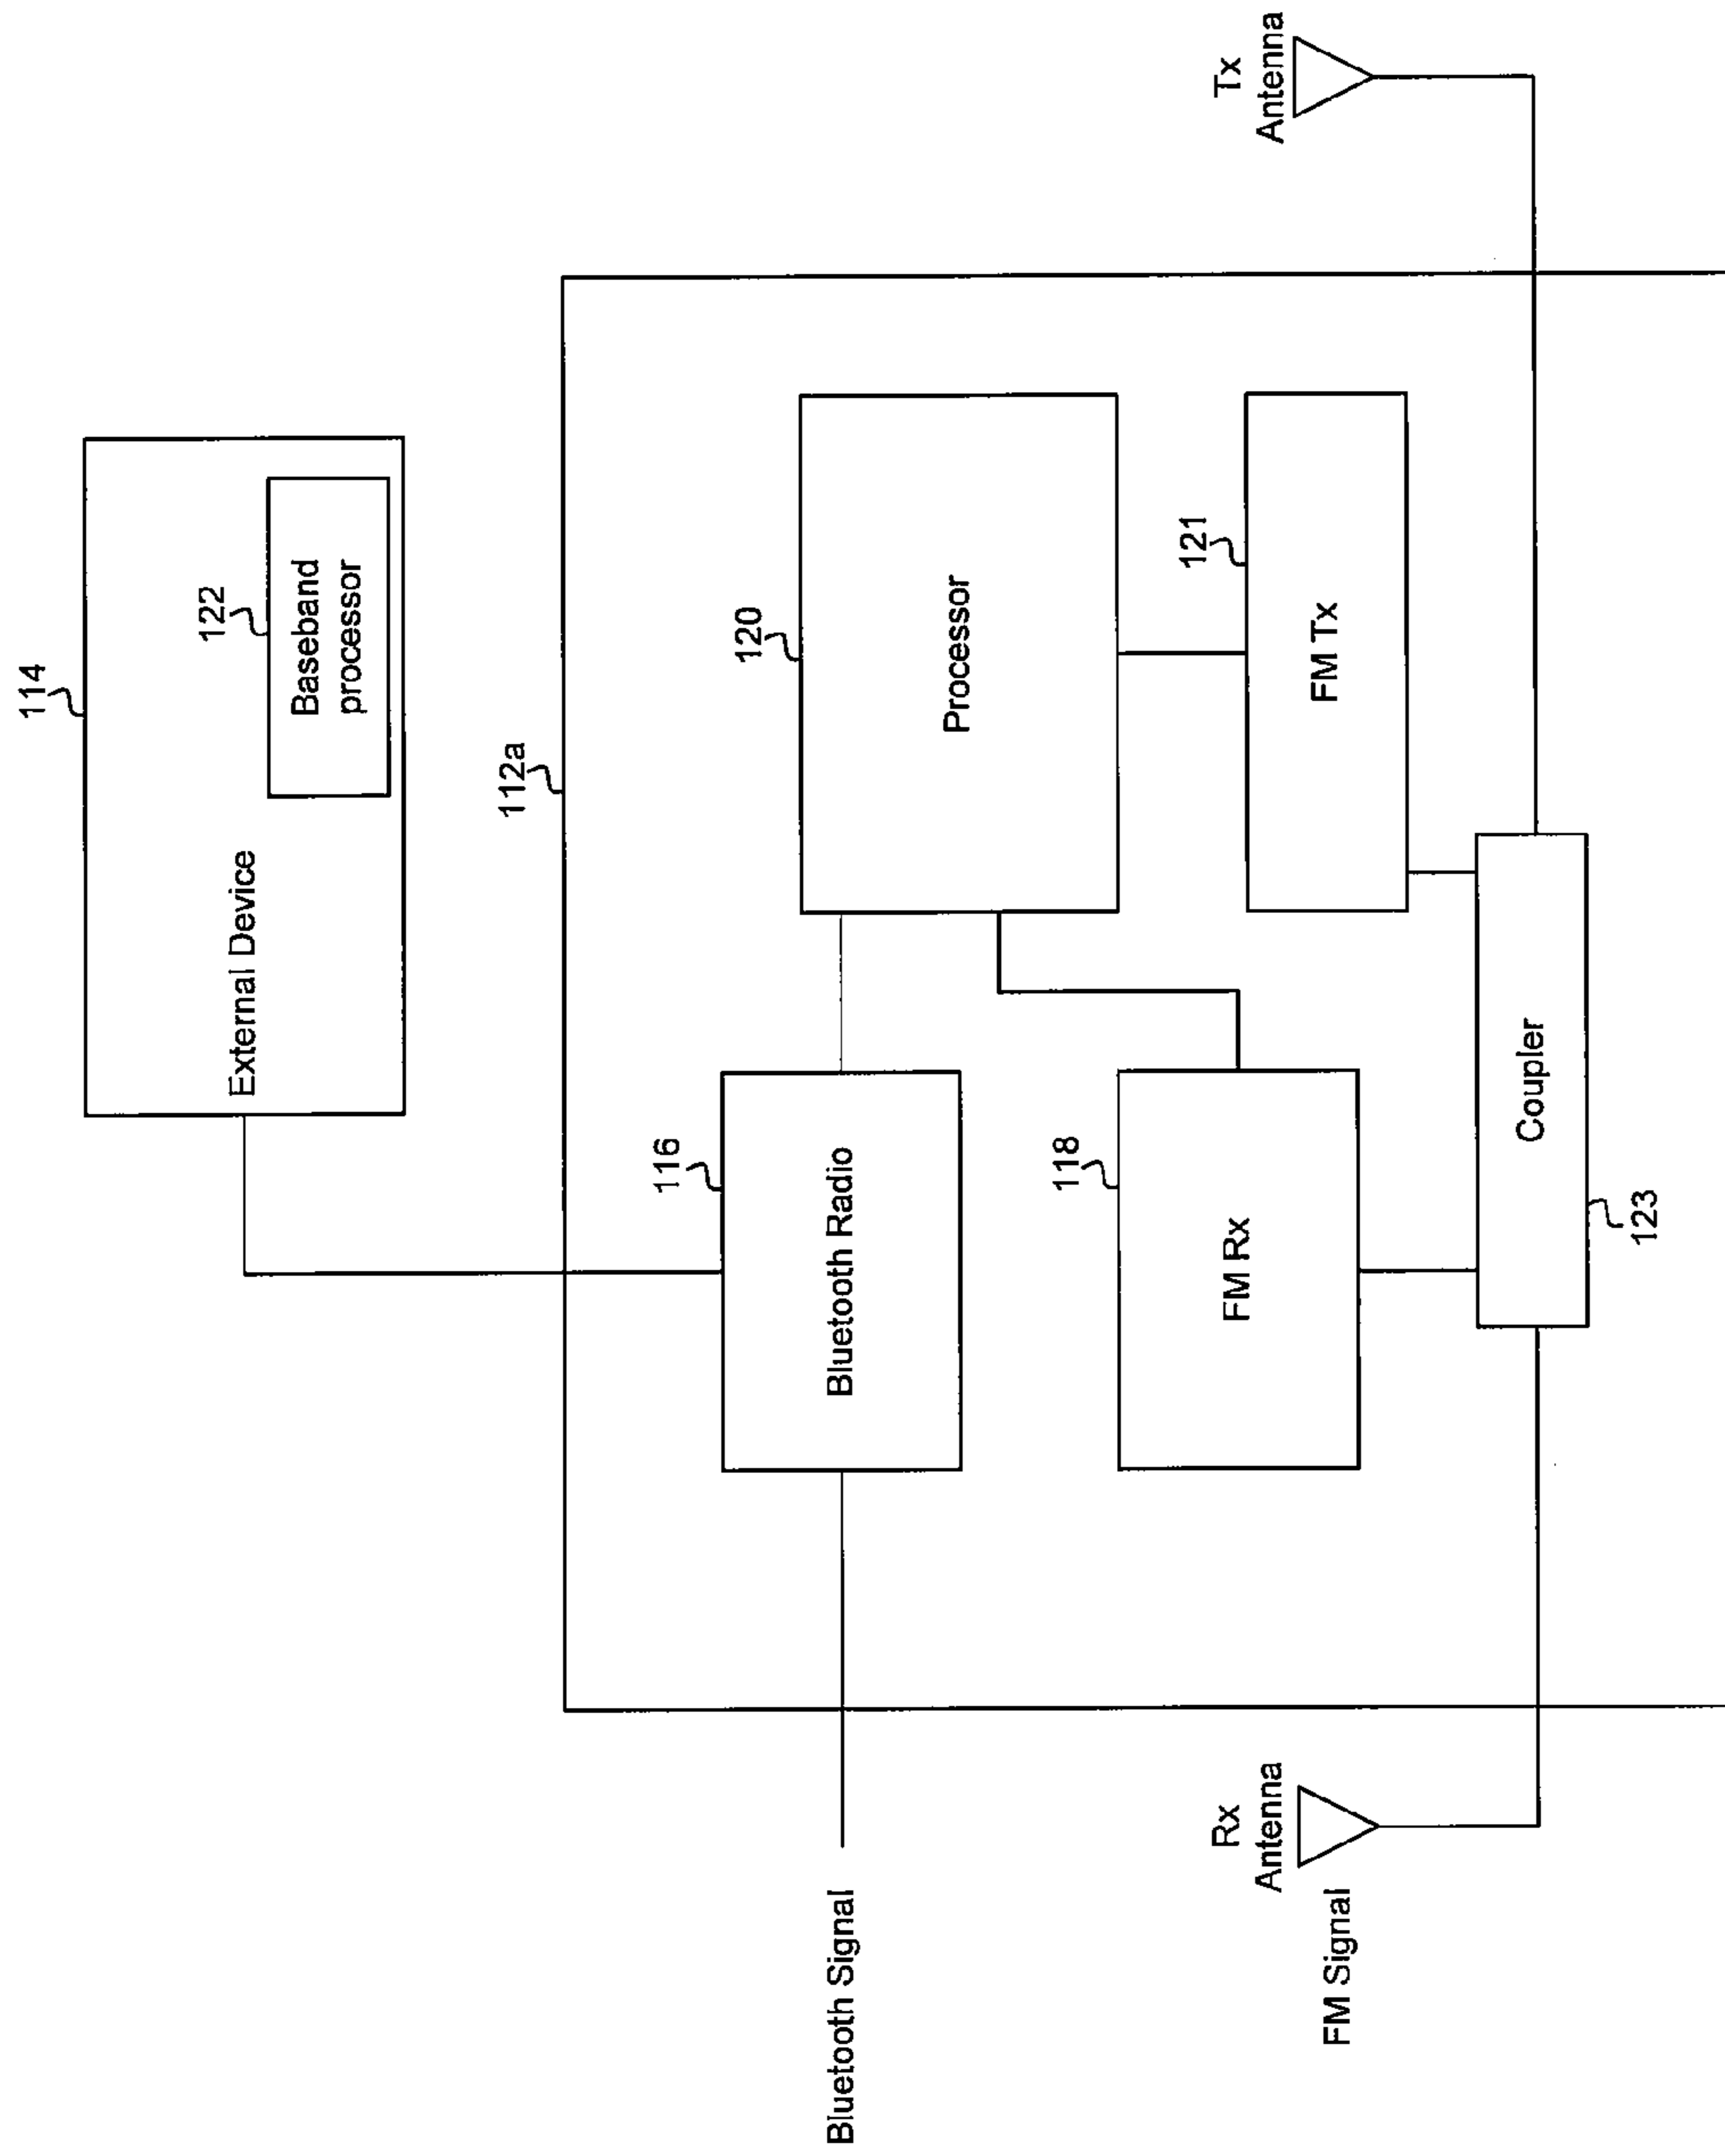 114
External Device
122
Baseband
processor
112a
116
Bluetooth Radio
120
Processor
Bluetooth Signal
118
FM Rx
121
FM Tx
Rx
Antenna
FM Signal
Tx
Antenna
Coupler
123